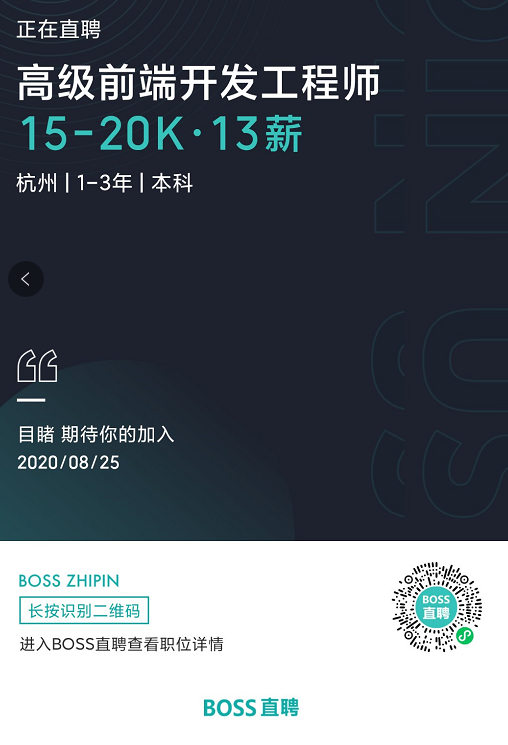 正在直聘
高级前端开发工程师
15-20K·13薪
杭州 | 1-3年 | 本科
目睹 期待你的加入
2020/08/25
BOSS ZHIPIN
长按识别二维码
进入BOSS直聘查看职位详情
BOSS
直聘
BOSS直聘